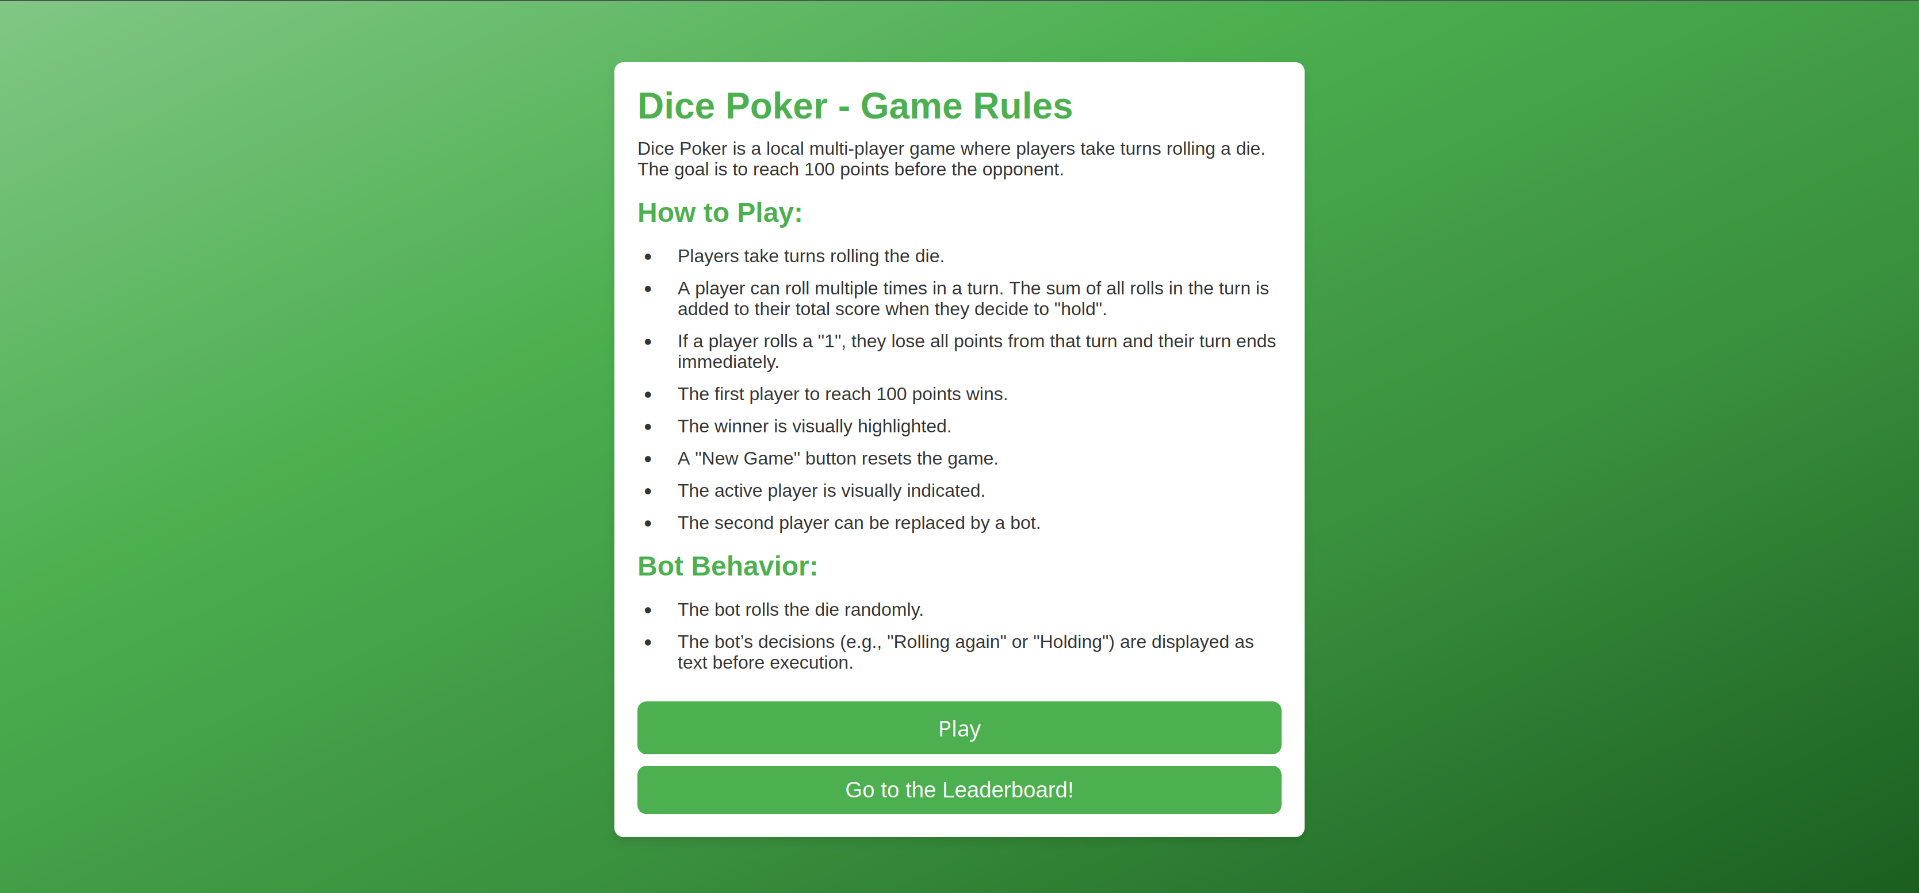 Dice Poker - Game Rules
Dice Poker is a local multi-player game where players take turns rolling a die.
The goal is to reach 100 points before the opponent.
How to Play:
Players take turns rolling the die.
A player can roll multiple times in a turn. The sum of all rolls in the turn is
added to their total score when they decide to "hold".
If a player rolls a "1", they lose all points from that turn and their turn ends
immediately.
The first player to reach 100 points wins.
The winner is visually highlighted.
A "New Game" button resets the game.
The active player is visually indicated.
The second player can be replaced by a bot.
Bot Behavior:
The bot rolls the die randomly.
The bot's decisions (e.g., "Rolling again" or "Holding") are displayed as
text before execution.
Play
Go to the Leaderboard!